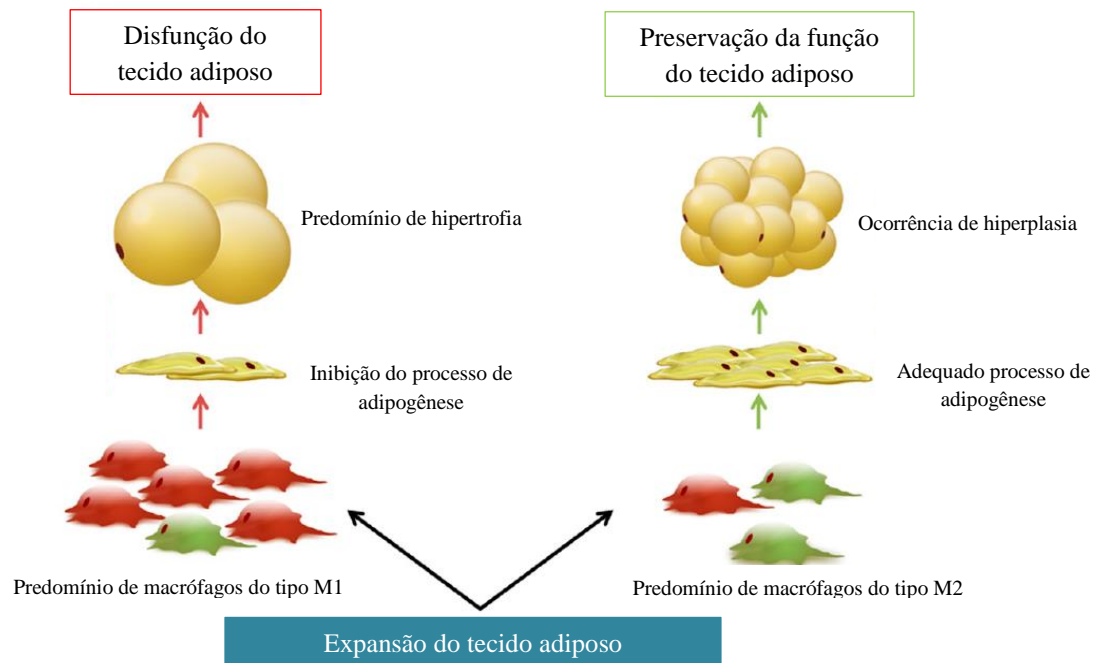 Disfunção do
tecido adiposo
Preservação da função
do tecido adiposo
Predomínio de hipertrofia
Ocorrência de hiperplasia
Inibição do processo de
adipogênese
Adequado processo de
adipogênese
Predomínio de macrófagos do tipo M1
Predomínio de macrófagos do tipo M2
Expansão do tecido adiposo